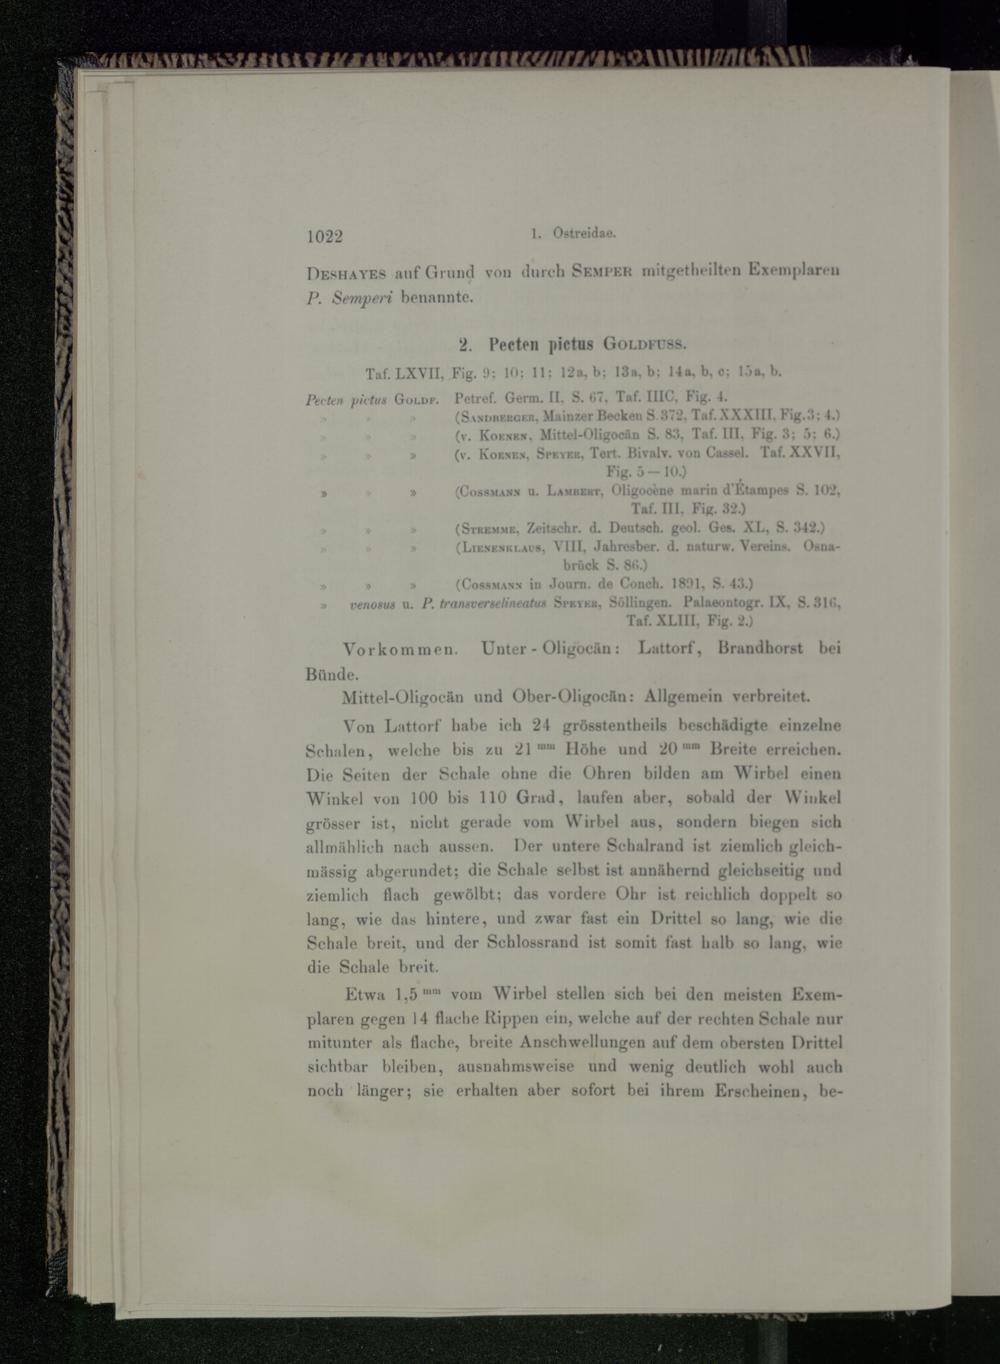 1022 1. Ostreidae.
DESHAYES auf Grund von durch SEMPER mitgetheilten Exemplaren
P. Semperi benannte.
2. Pecten pictus GOLDFUSS.
Taf. LXVII, Fig. 9; 10; 11; 12a, b; 13a, b; 14a, b, c; 15a, b.
Pecten pictus GOLDF. Petref. Germ. II, S. 67, Taf. IIIC, Fig. 4.
» » » (SANDBERGER, Mainzer Becken S. 372, Taf. XXXIII, Fig. 3; 4.)
» » » (v. KOENEN, Mittel-Oligocän S. 83, Taf. III, Fig. 3; 5; 6.)
» » » (v. KOENEN, SPEYER, Tert. Bivalv. von Cassel. Taf. XXVII,
Fig. 5—10.)
» » » (COSSMANN u. LAMBERT, Oligocène marin d'Étampes S. 102,
Taf. III, Fig. 32.)
» » » (STREMME, Zeitschr. d. Deutsch. geol. Ges. XL, S. 342.)
» » » (LIENENKLAUS, VIII, Jahresber. d. naturw. Vereins. Osna-
brück S. 86.)
» » » (COSSMANN in Journ. de Conch. 1891, S. 43.)
» venosus u. P. transverselineatus SPEYER, Söllingen. Palaeontogr. IX, S. 316,
Taf. XLIII, Fig. 2.)
Vorkommen. Unter-Oligocän: Lattorf, Brandhorst bei
Bünde.
Mittel-Oligocän und Ober-Oligocän: Allgemein verbreitet.
Von Lattorf habe ich 24 grösstentheils beschädigte einzelne
Schalen, welche bis zu 21 mm Höhe und 20 mm Breite erreichen.
Die Seiten der Schale ohne die Ohren bilden am Wirbel einen
Winkel von 100 bis 110 Grad, laufen aber, sobald der Winkel
grösser ist, nicht gerade vom Wirbel aus, sondern biegen sich
allmählich nach aussen. Der untere Schalrand ist ziemlich gleich-
mässig abgerundet; die Schale selbst ist annähernd gleichseitig und
ziemlich flach gewölbt; das vordere Ohr ist reichlich doppelt so
lang, wie das hintere, und zwar fast ein Drittel so lang, wie die
Schale breit, und der Schlossrand ist somit fast halb so lang, wie
die Schale breit.
Etwa 1,5 mm vom Wirbel stellen sich bei den meisten Exem-
plaren gegen 14 flache Rippen ein, welche auf der rechten Schale nur
mitunter als flache, breite Anschwellungen auf dem obersten Drittel
sichtbar bleiben, ausnahmsweise und wenig deutlich wohl auch
noch länger; sie erhalten aber sofort bei ihrem Erscheinen, be-